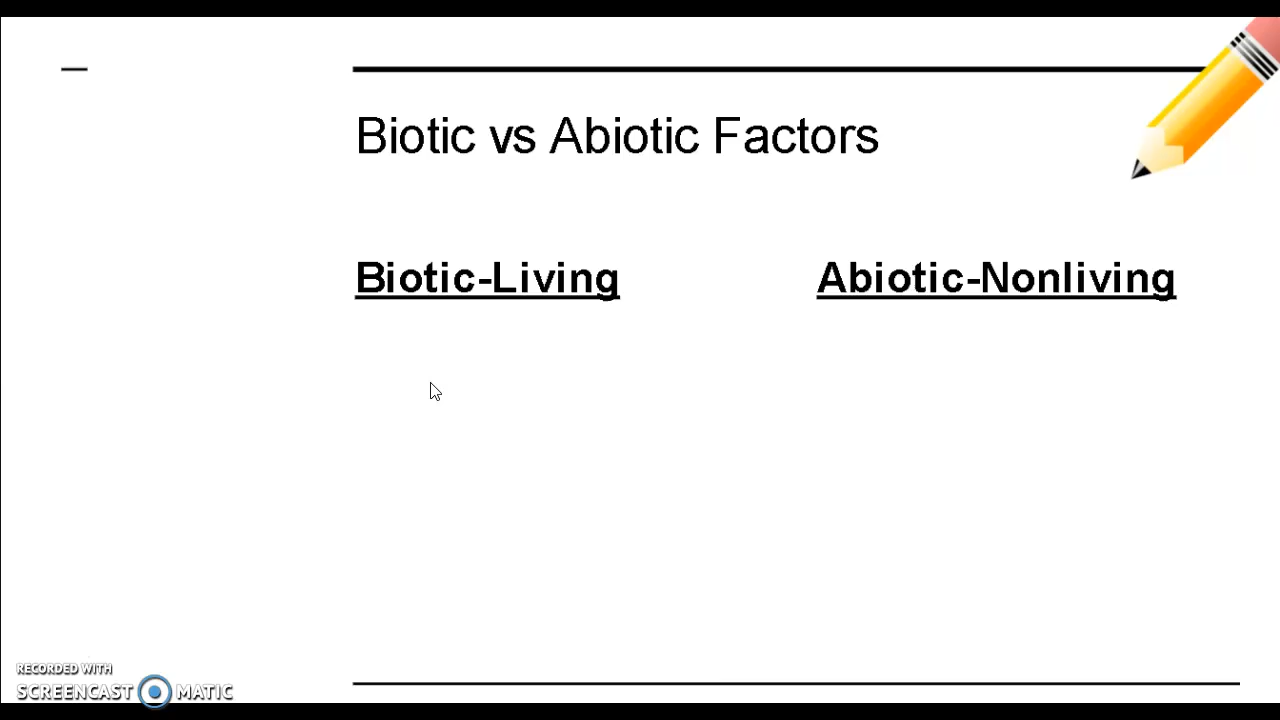 Biotic vs Abiotic Factors
Biotic-Living
Abiotic-Nonliving
RECORDED WITH
SCREENCAST MATIC